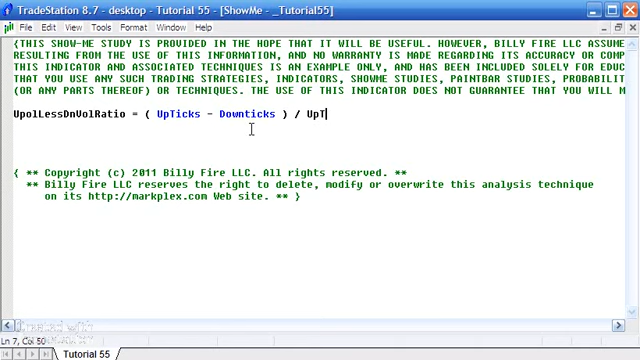 TradeStation 8.7 - desktop - Tutorial 55 - [ShowMe - _Tutorial55]
File Edit View Tools Format Window Help
{THIS SHOW-ME STUDY IS PROVIDED IN THE HOPE THAT IT WILL BE USEFUL. HOWEVER, BILLY FIRE LLC ASSUME
RESULTING FROM THE USE OF THIS INFORMATION, AND NO WARRANTY IS MADE REGARDING ITS ACCURACY OR COMP
THIS INDICATOR AND ASSOCIATED TECHNIQUES IS AN EXAMPLE ONLY, AND HAS BEEN INCLUDED SOLELY FOR EDUC
THAT YOU USE ANY SUCH TRADING STRATEGIES, INDICATORS, SHOWME STUDIES, PAINTBAR STUDIES, PROBABILIT
(OR ANY PARTS THEREOF) OR TECHNIQUES. THE USE OF THIS INDICATOR DOES NOT GUARANTEE THAT YOU WILL M
UpolLessDnVolRatio = ( UpTicks - Downticks ) / UpT
{ ** Copyright (c) 2011 Billy Fire LLC. All rights reserved. **
** Billy Fire LLC reserves the right to delete, modify or overwrite this analysis technique
on its http://markplex.com Web site. ** }
Ln 7, Col 50
Tutorial 55